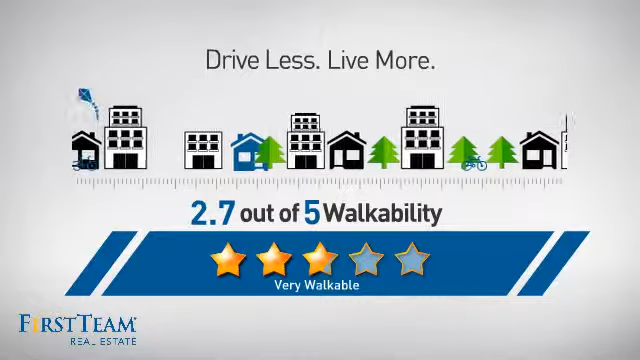 Drive Less. Live More.
2.7 out of 5 Walkability
Very Walkable
FIRSTTEAM®
REAL ESTATE